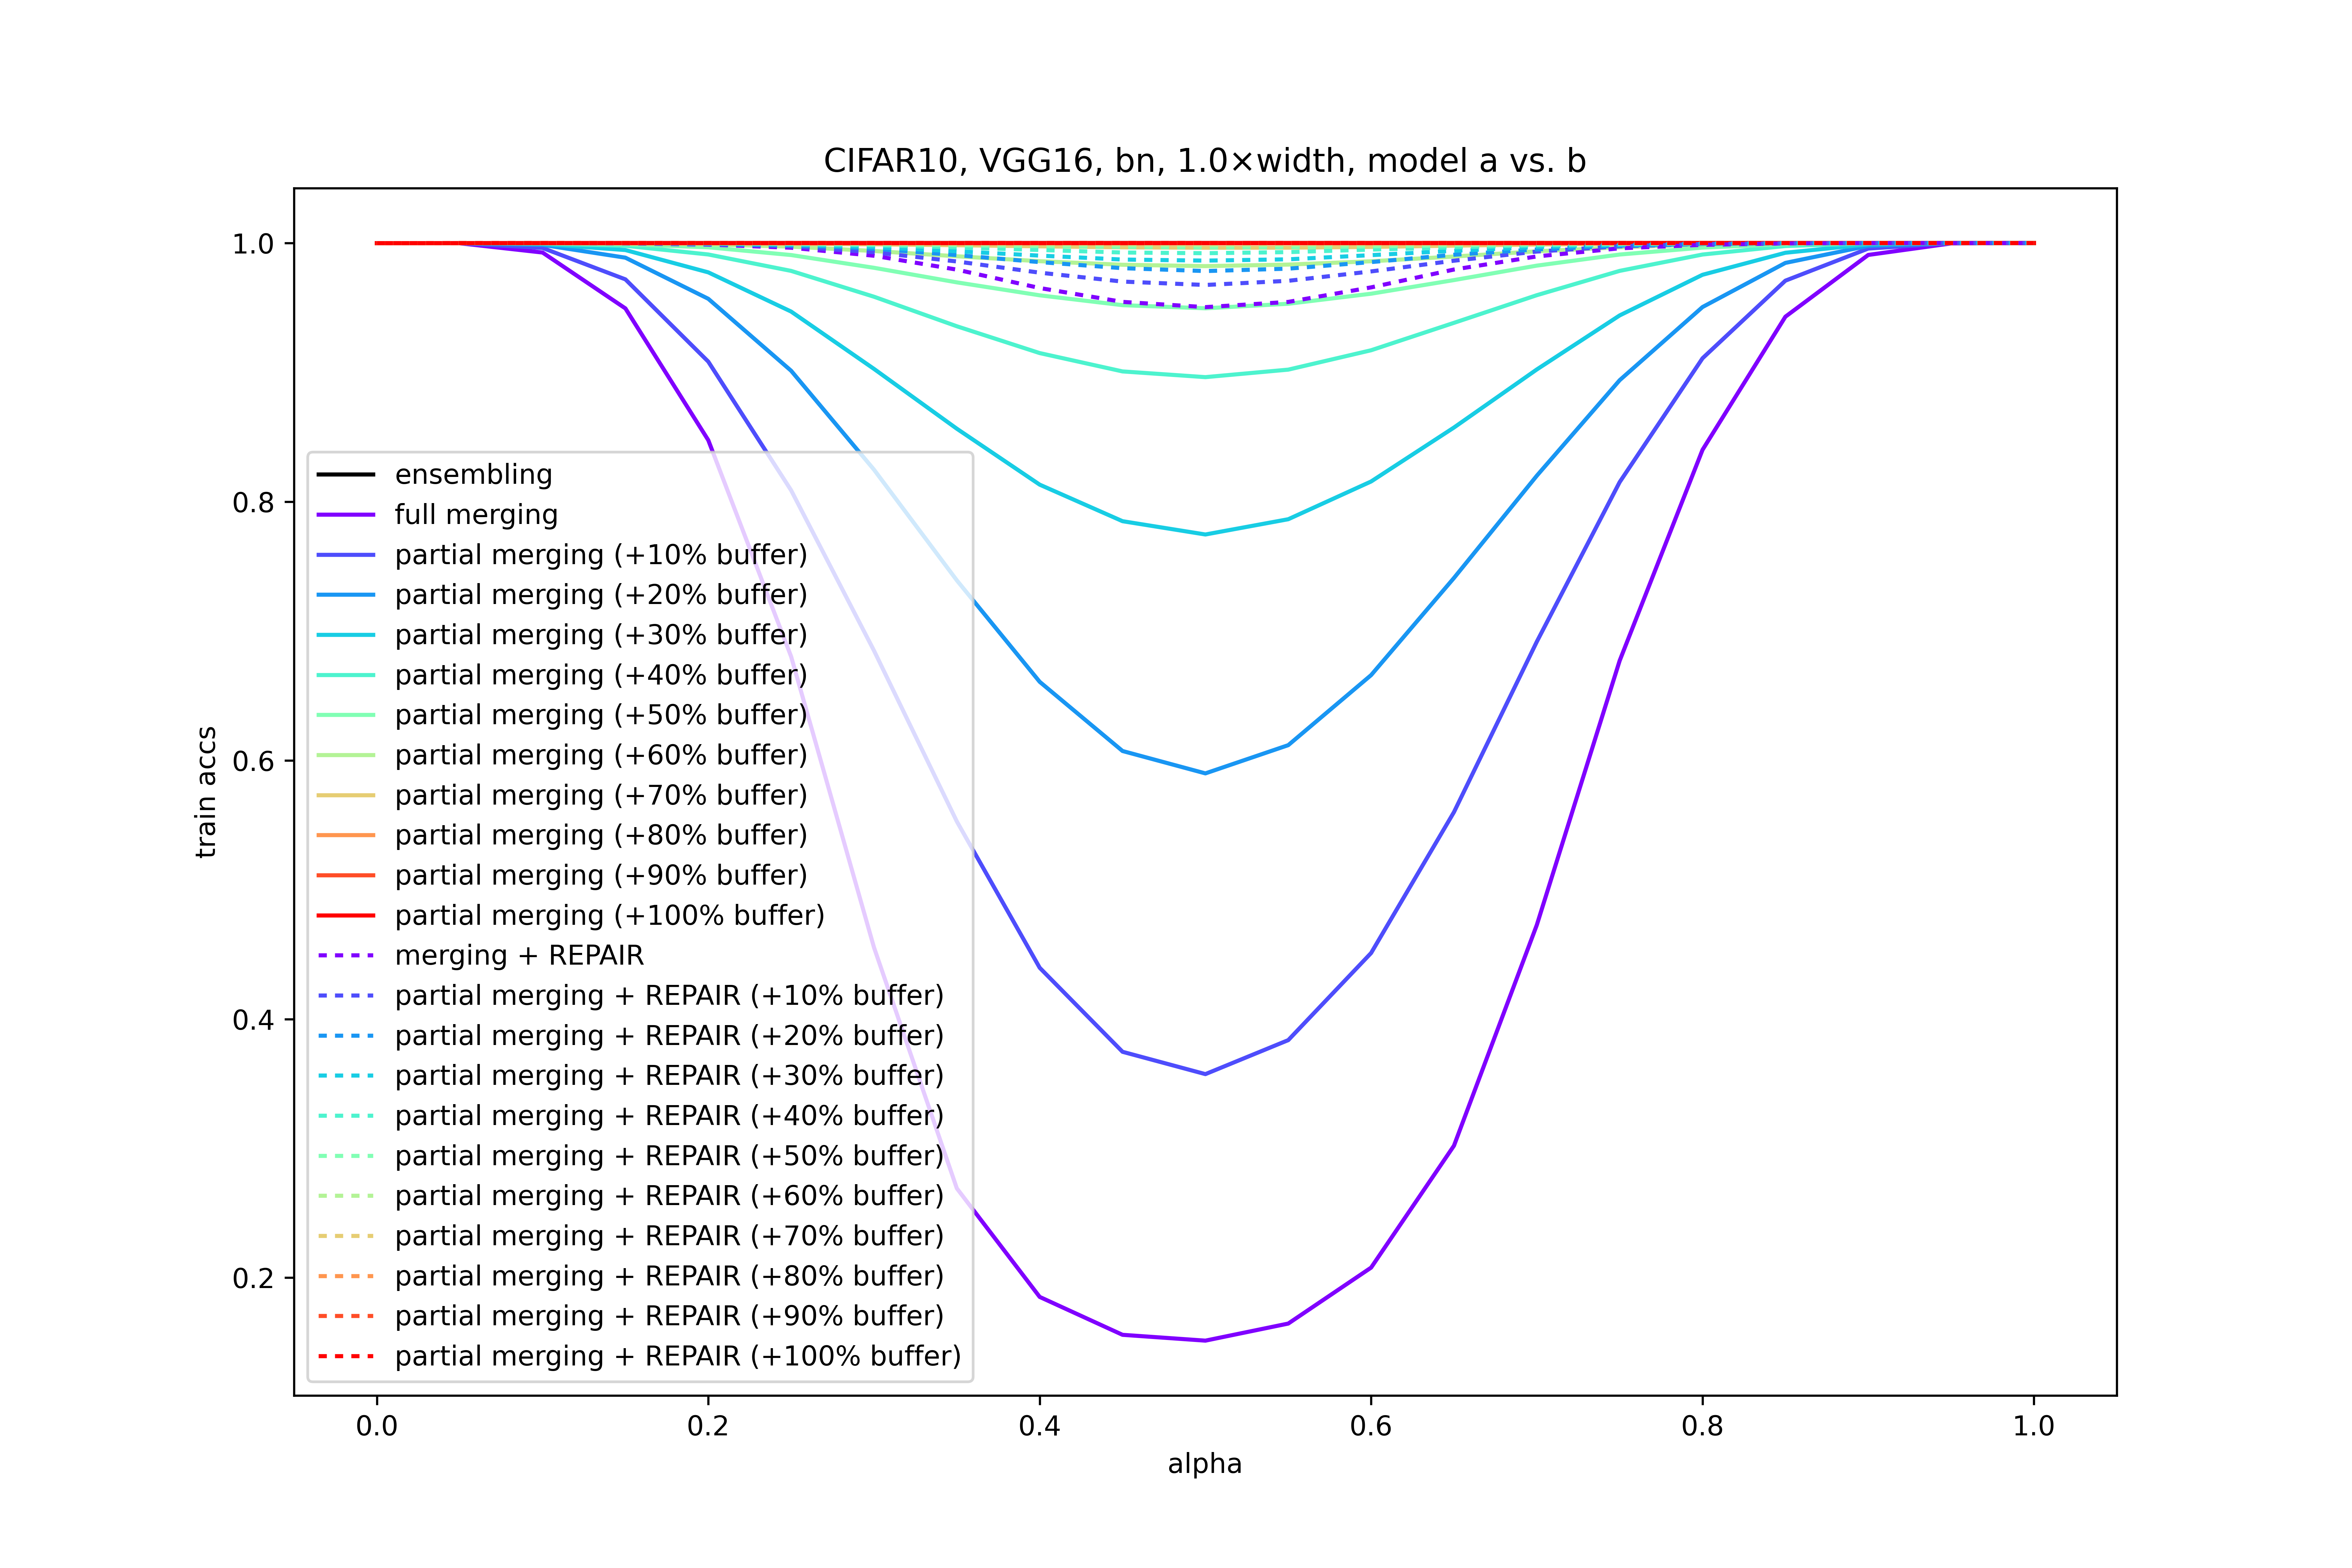 CIFAR10, VGG16, bn, 1.0×width, model a vs. b
train accs
1.0
0.8
0.6
0.4
0.2
ensembling
full merging
partial merging (+10% buffer)
partial merging (+20% buffer)
partial merging (+30% buffer)
partial merging (+40% buffer)
partial merging (+50% buffer)
partial merging (+60% buffer)
partial merging (+70% buffer)
partial merging (+80% buffer)
partial merging (+90% buffer)
partial merging (+100% buffer)
merging + REPAIR
partial merging + REPAIR (+10% buffer)
partial merging + REPAIR (+20% buffer)
partial merging + REPAIR (+30% buffer)
partial merging + REPAIR (+40% buffer)
partial merging + REPAIR (+50% buffer)
partial merging + REPAIR (+60% buffer)
partial merging + REPAIR (+70% buffer)
partial merging + REPAIR (+80% buffer)
partial merging + REPAIR (+90% buffer)
partial merging + REPAIR (+100% buffer)
0.0 0.2 0.4 0.6 0.8 1.0
alpha